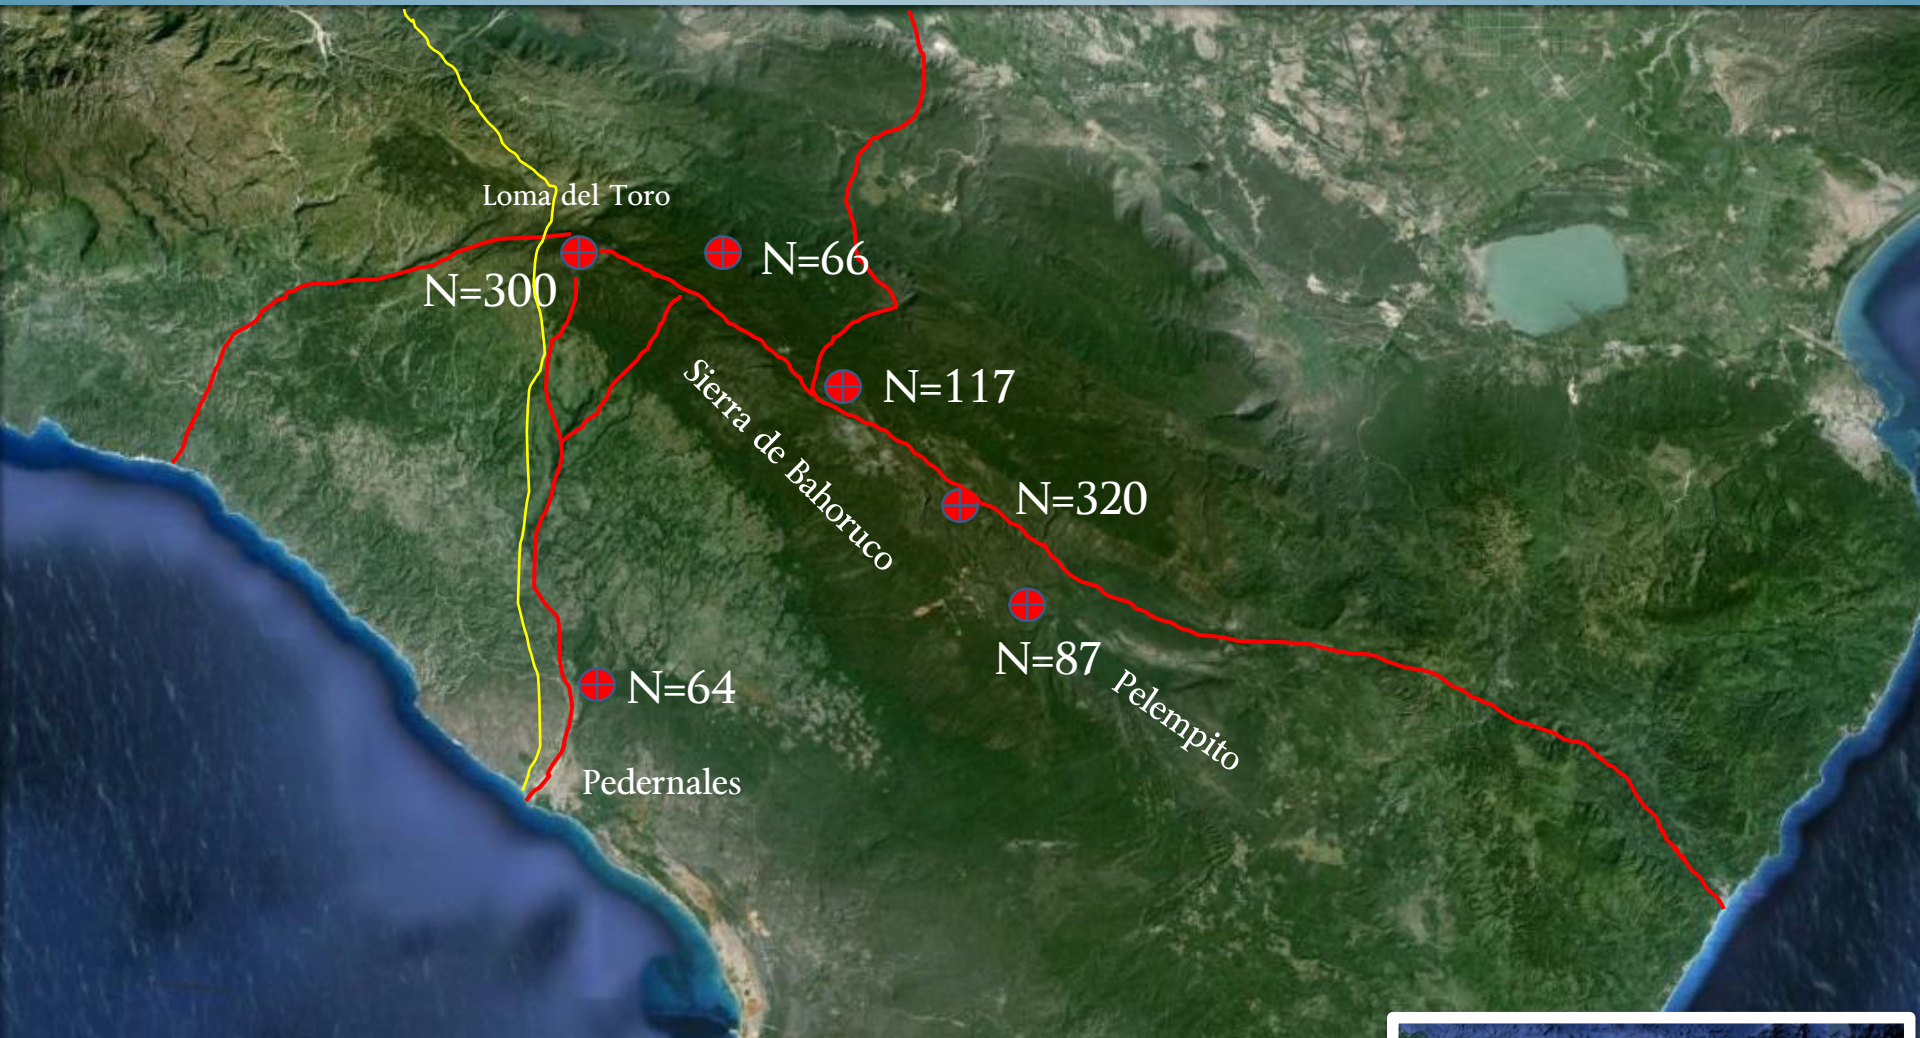 Loma del Toro
N=66
N=300
N=117
Sierra de Bahoruco
N=320
N=87
Pelempito
N=64
Pedernales